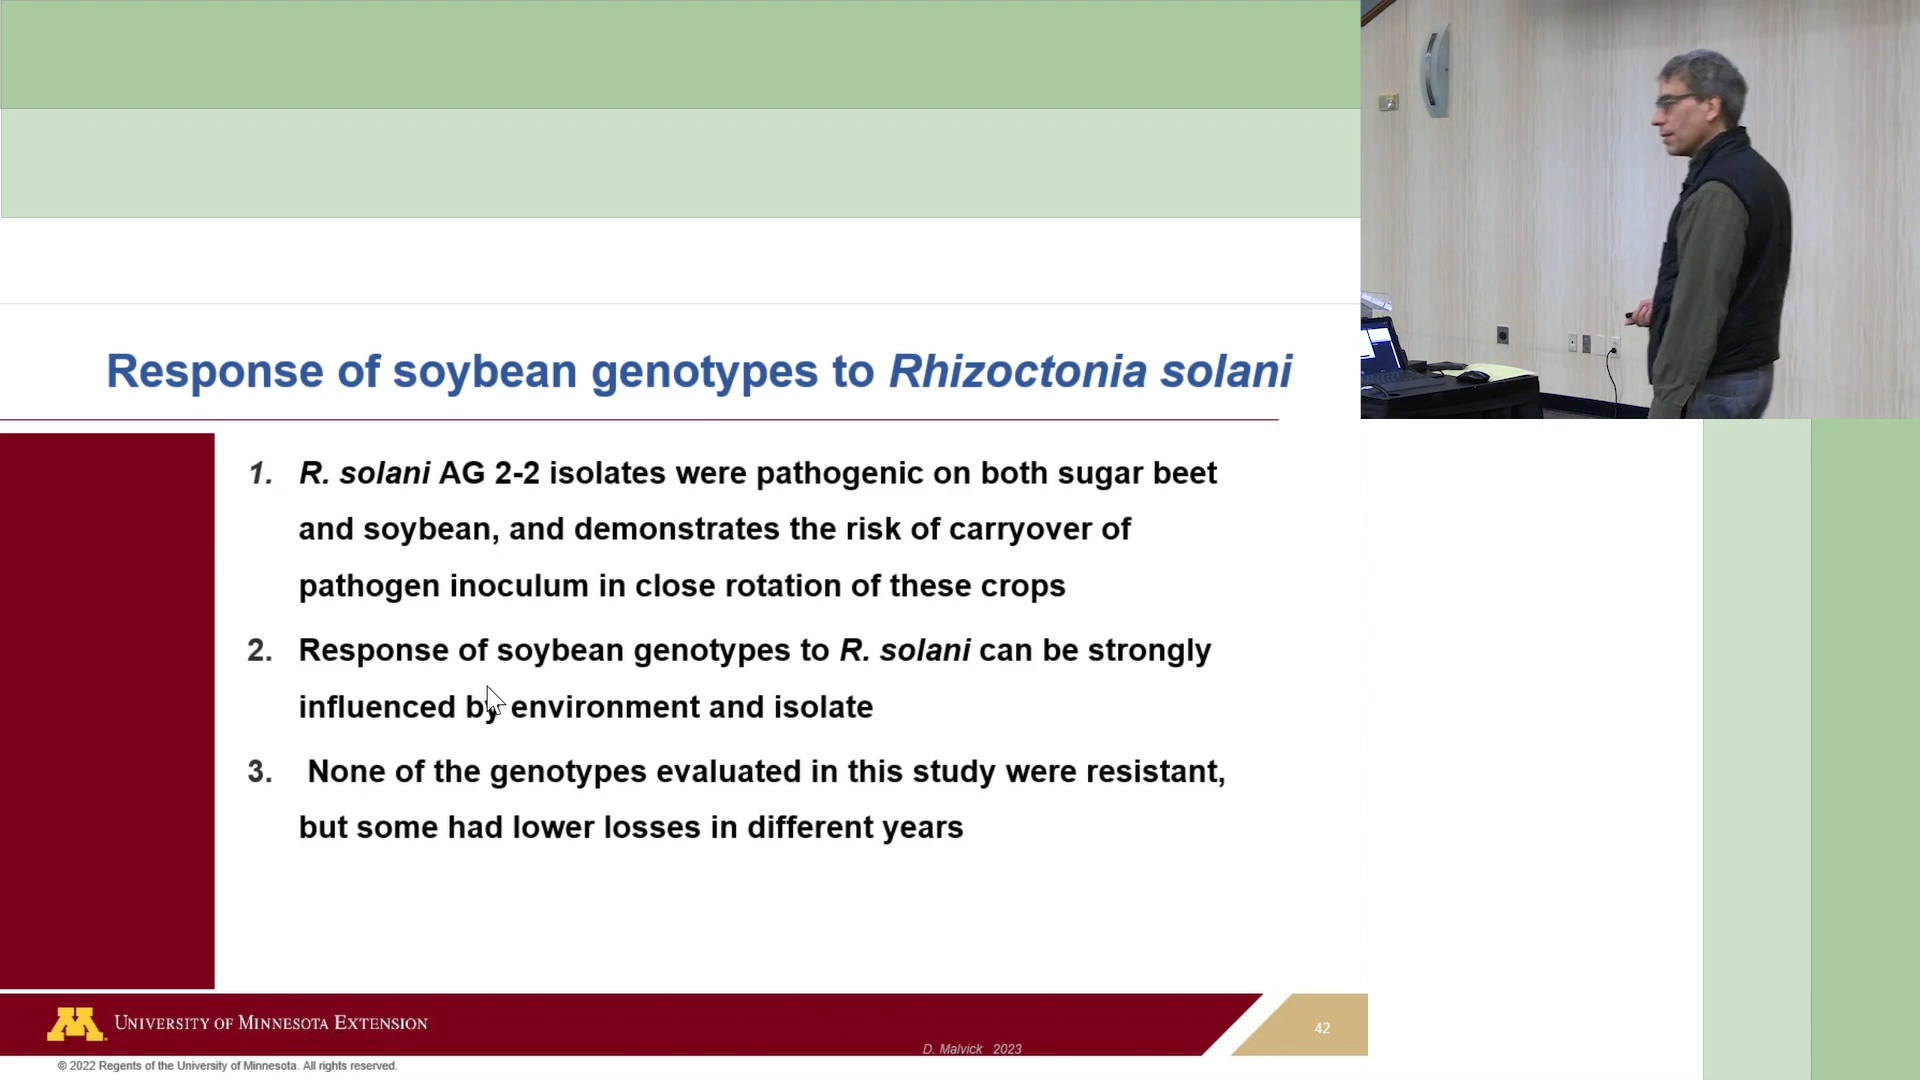 Response of soybean genotypes to Rhizoctonia solani
1. R. solani AG 2-2 isolates were pathogenic on both sugar beet
and soybean, and demonstrates the risk of carryover of
pathogen inoculum in close rotation of these crops
2. Response of soybean genotypes to R. solani can be strongly
influenced by environment and isolate
3. None of the genotypes evaluated in this study were resistant,
but some had lower losses in different years
UNIVERSITY OF MINNESOTA EXTENSION
42
D. Malvick 2023
© 2022 Regents of the University of Minnesota. All rights reserved.